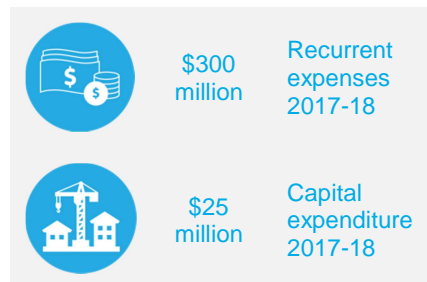 $
$
$300
million
Recurrent
expenses
2017-18
$25
million
Capital
expenditure
2017-18